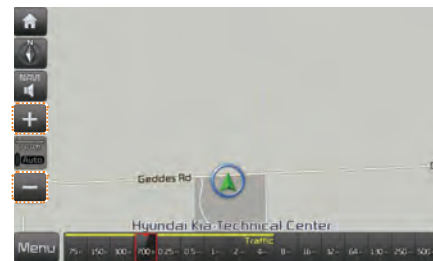 N
NAVI
+
Auto
−
Geddes Rd
Hyundai Kia Technical Center
Traffic
Menu 75~ 150~ 300~ 700~ 0.25~ 0.5~ 1~ 2~ 4~ 8~ 16~ 32~ 64~ 130~ 250~ 500